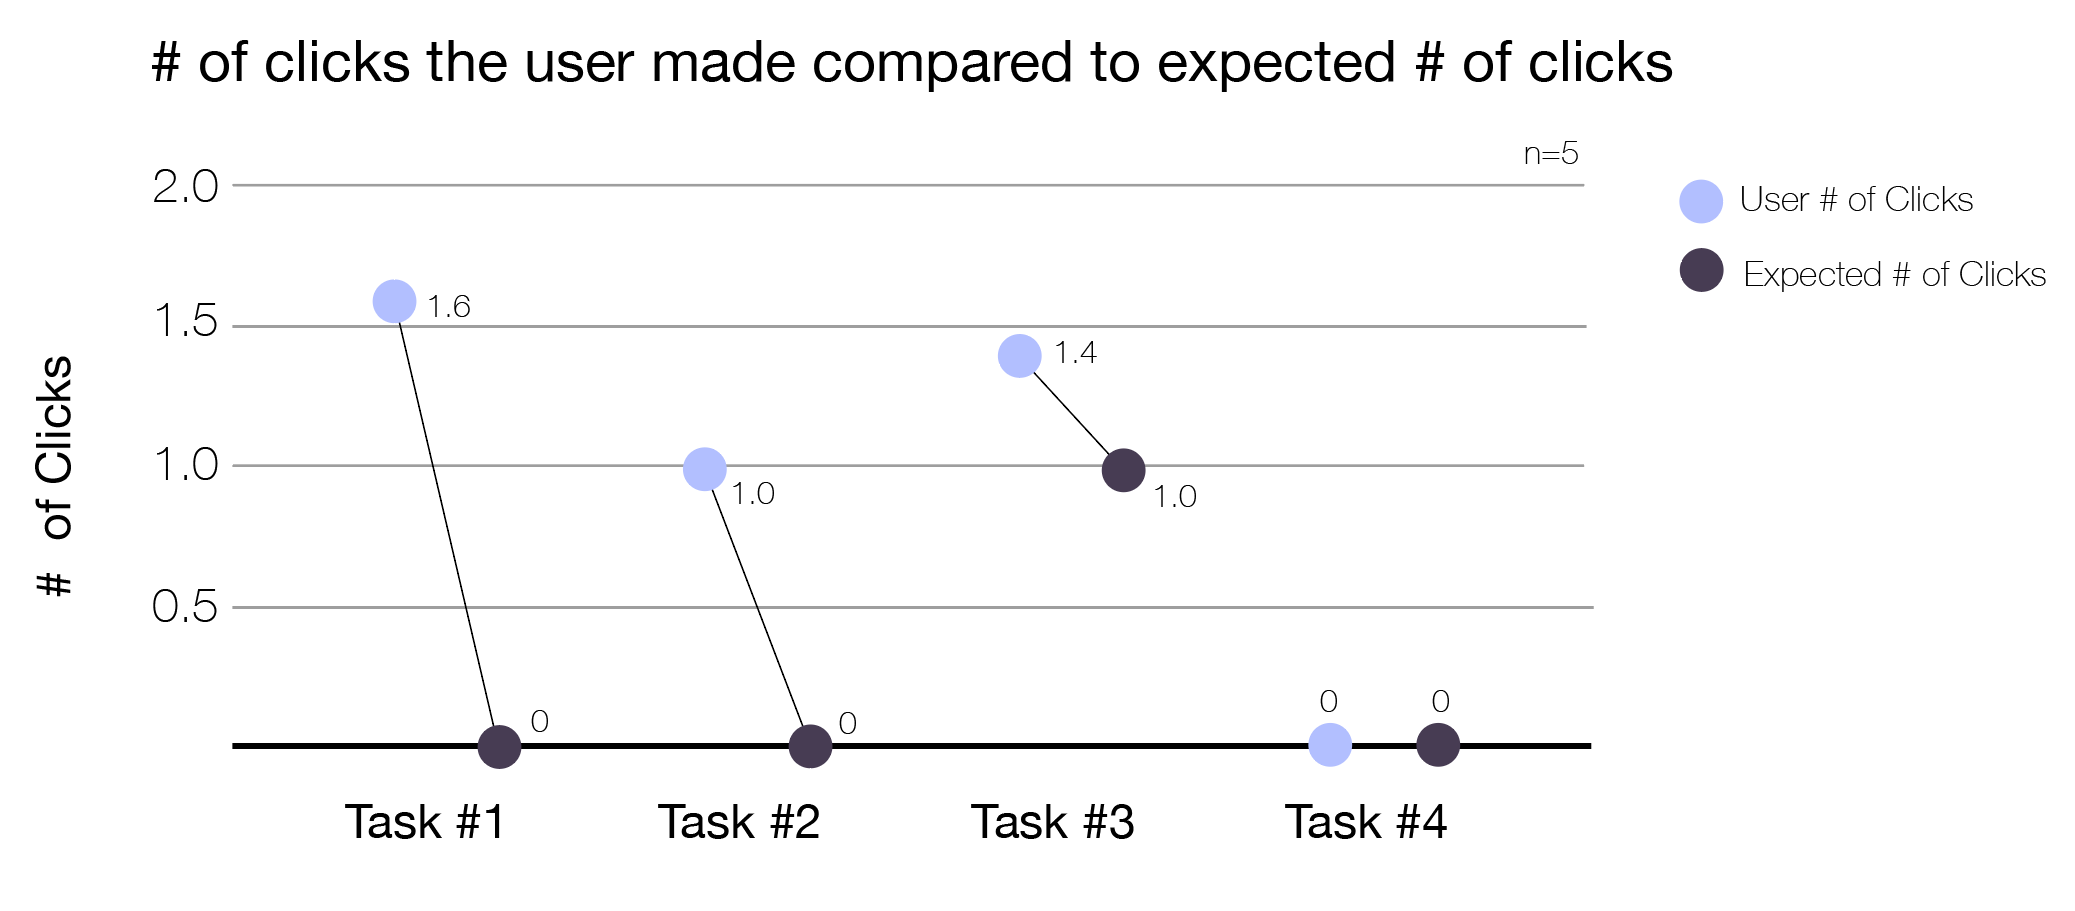 # of clicks the user made compared to expected # of clicks
n=5
User # of Clicks
Expected # of Clicks
# of Clicks
2.0
1.5
1.0
0.5
1.6
0
1.0
0
1.4
1.0
0
0
Task #1
Task #2
Task #3
Task #4